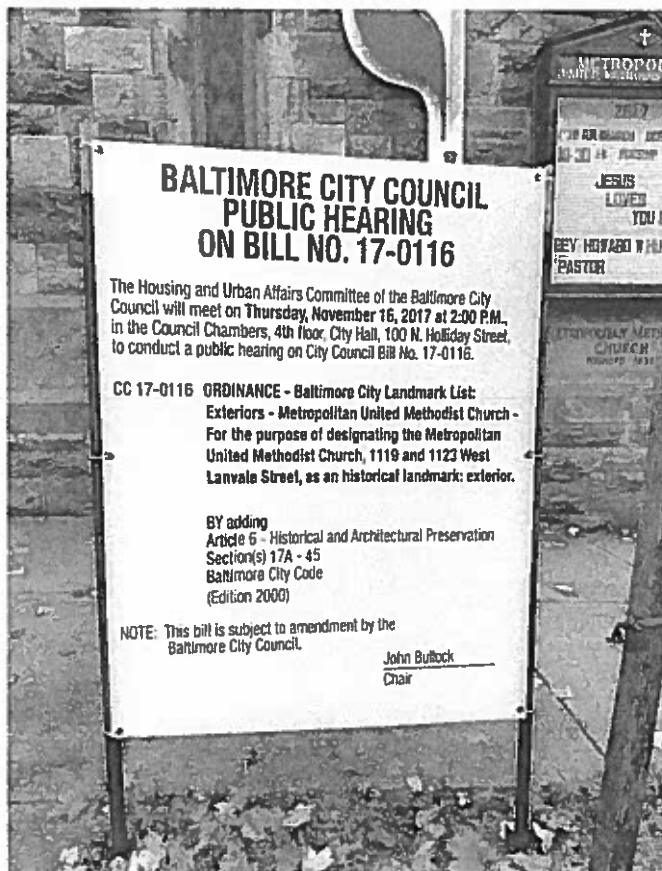 BALTIMORE CITY COUNCIL
PUBLIC HEARING
ON BILL NO. 17-0116
The Housing and Urban Affairs Committee of the Baltimore City
Council will meet on Thursday, November 16, 2017 at 2:00 P.M.,
in the Council Chambers, 4th floor, City Hall, 100 N. Holliday Street,
to conduct a public hearing on City Council Bill No. 17-0116.
CC 17-0116 ORDINANCE - Baltimore City Landmark List:
Exteriors - Metropolitan United Methodist Church -
For the purpose of designating the Metropolitan
United Methodist Church, 1119 and 1123 West
Lanvale Street, as an historical landmark: exterior.
BY adding
Article 6 - Historical and Architectural Preservation
Section(s) 17A - 45
Baltimore City Code
(Edition 2000)
NOTE: This bill is subject to amendment by the
Baltimore City Council.
John Bullock
Chair
METROPOL
2017
JESUS
LOVED
YOU
REV HOWARD
PASTOR
CHURCH